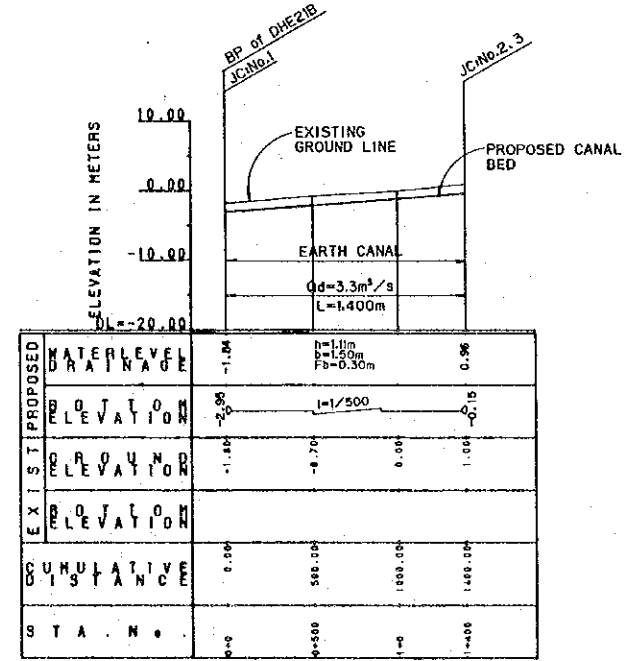 BP of DHE21B
JC:No.1
JC:No.2,3
ELEVATION IN METERS
10.00
0.00
-10.00
DL=-20.00
EXISTING
GROUND LINE
PROPOSED CANAL
BED
EARTH CANAL
Qd=3.3m³/s
L=1.400m
PROPOSED
WATERLEVEL
DRAINAGE
-1.84
h=1.11m
b=1.50m
Fb=0.30m
0.96
BOTTOM
ELEVATION
-2.95
I=1/500
-0.15
EXIST
GROUND
ELEVATION
-1.80
-0.70
0.00
1.00
BOTTOM
ELEVATION
CUMULATIVE
DISTANCE
0.00
500.00
1000.00
1400.00
STA.No.
0+0
0+500
1+0
1+400